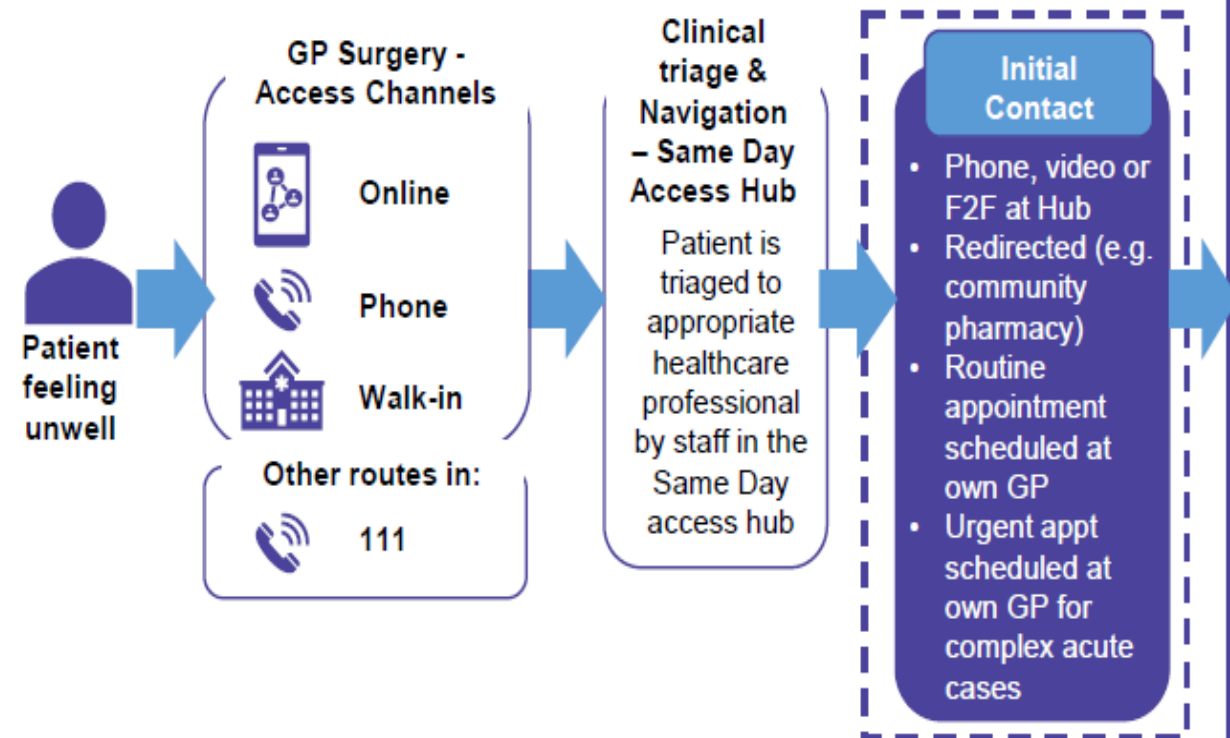 Patient
feeling
unwell
GP Surgery -
Access Channels
Online
Phone
Walk-in
Other routes in:
111
Clinical
triage &
Navigation
– Same Day
Access Hub
Patient is
triaged to
appropriate
healthcare
professional
by staff in the
Same Day
access hub
Initial
Contact
• Phone, video or
F2F at Hub
• Redirected (e.g.
community
pharmacy)
• Routine
appointment
scheduled at
own GP
• Urgent appt
scheduled at
own GP for
complex acute
cases